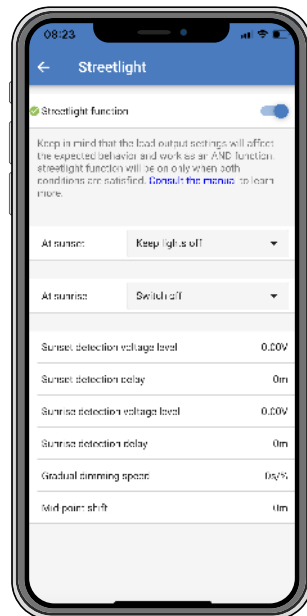 08:23
Streetlight
Streetlight function
Keep in mind that the load output settings will affect
the expected behavior and work as an AND function,
streetlight function will be on only when both
conditions are satisfied. Consult the manual to learn
more.
At sunset Keep lights off
At sunrise Switch off
Sunset detection voltage level 0.00V
Sunset detection delay 0m
Sunrise detection voltage level 0.00V
Sunrise detection delay 0m
Gradual dimming speed 0s/%
Mid point shift 0m